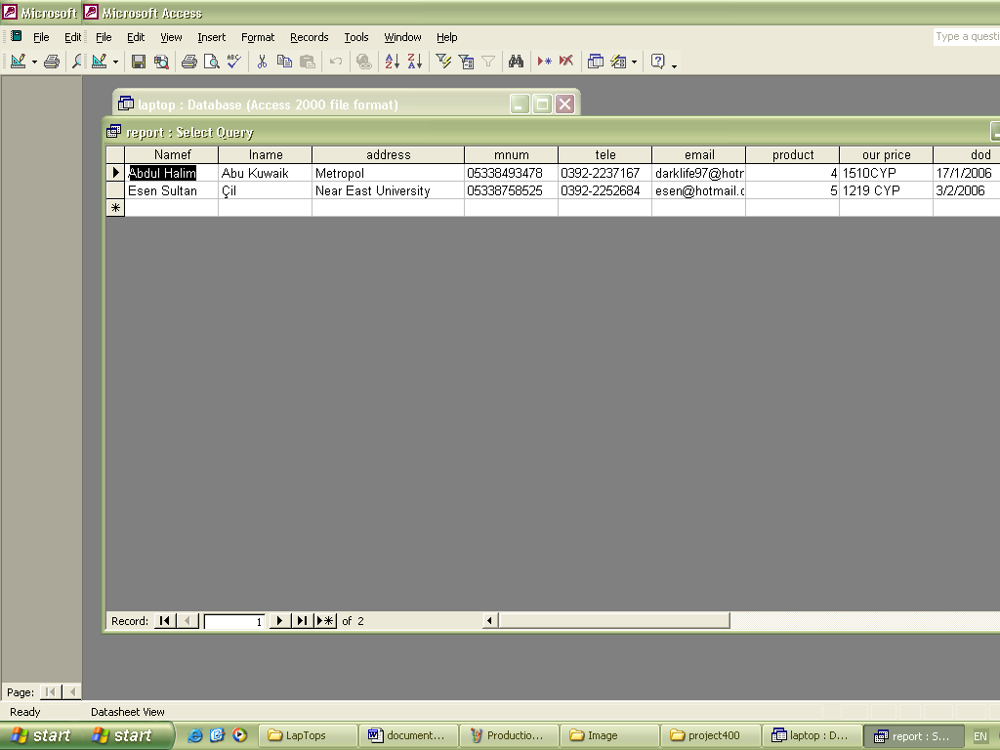 Microsoft Microsoft Access
File Edit File Edit View Insert Format Records Tools Window Help Type a questi
laptop : Database (Access 2000 file format)
report : Select Query
Namef lname address mnum tele email product our price dod
Abdul Halim Abu Kuwaik Metropol 05338493478 0392-2237167 darklife97@hotr 4 1510CYP 17/1/2006
Esen Sultan Çil Near East University 05338758525 0392-2252684 esen@hotmail.c 5 1219 CYP 3/2/2006
Record: 1 of 2
Page:
Ready Datasheet View
start start LapTops document... Productio... Image project400 laptop : D... report : S... EN